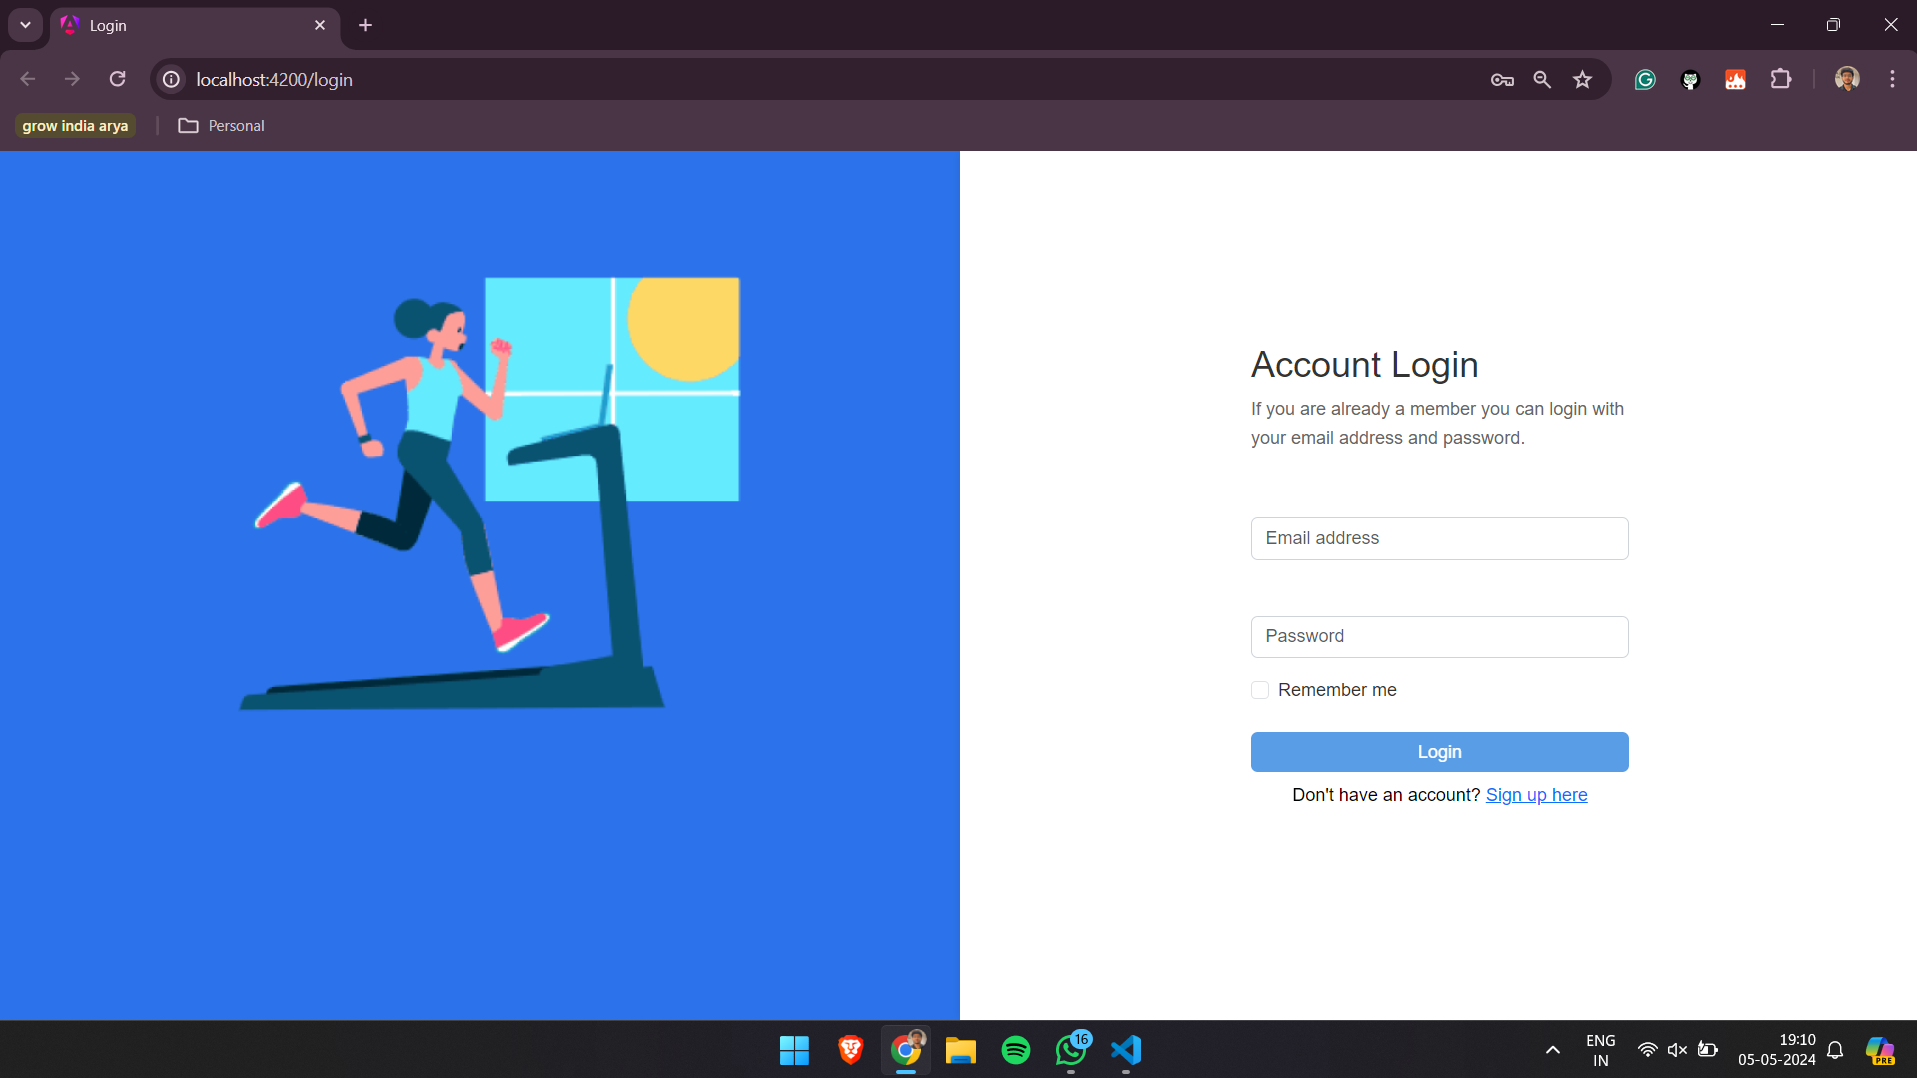 Login
localhost:4200/login
grow india arya
Personal
Account Login
If you are already a member you can login with
your email address and password.
Email address
Password
Remember me
Login
Don't have an account? Sign up here
16
ENG
IN
19:10
05-05-2024
PRE